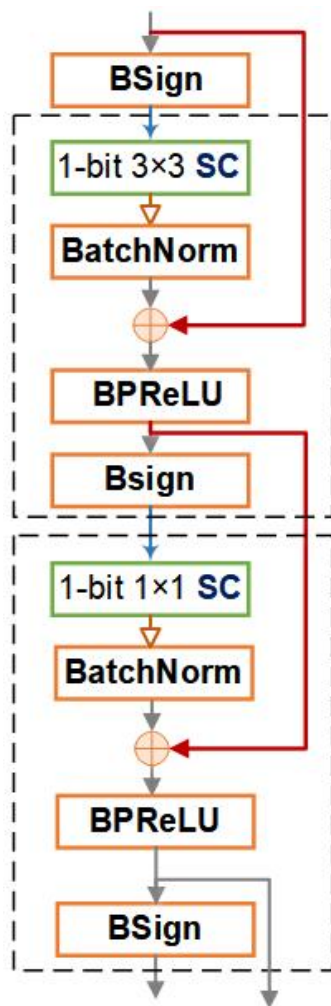 BSign
1-bit 3×3 SC
BatchNorm
BPReLU
Bsign
1-bit 1×1 SC
BatchNorm
BPReLU
BSign